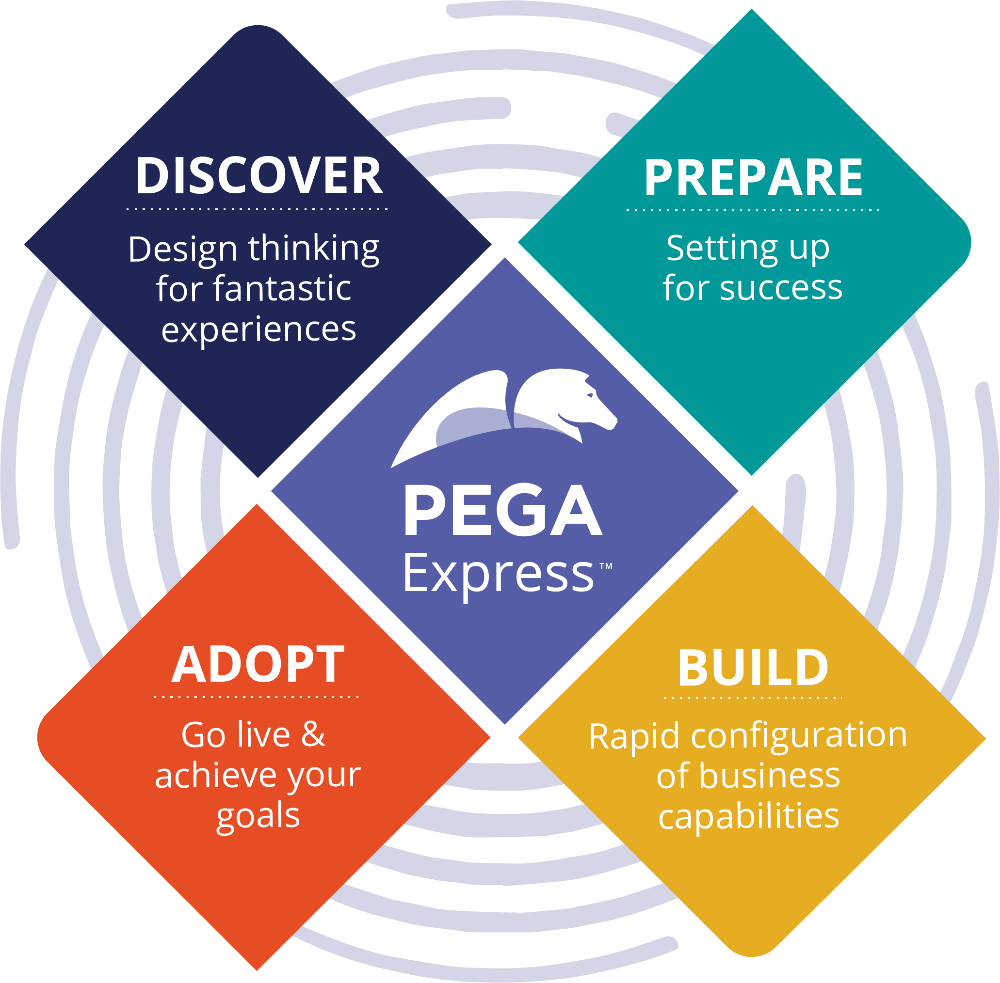 DISCOVER
Design thinking
for fantastic
experiences
PREPARE
Setting up
for success
PEGA
Express™
ADOPT
Go live &
achieve your
goals
BUILD
Rapid configuration
of business
capabilities